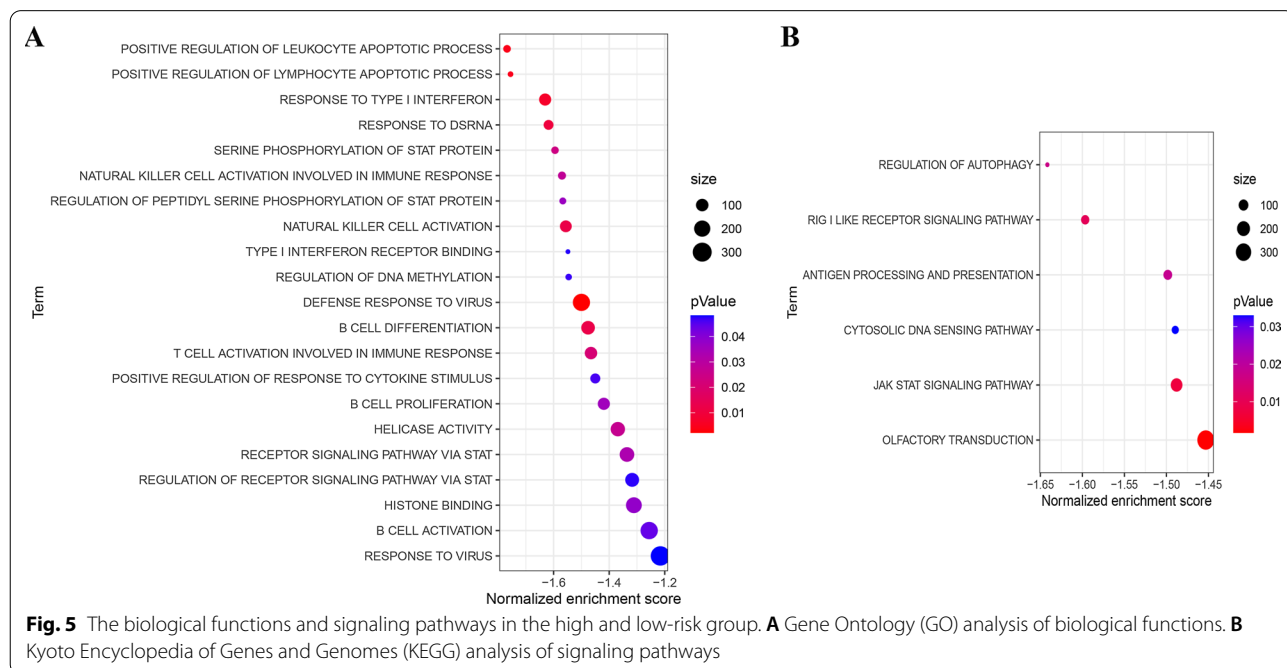 A
POSITIVE REGULATION OF LEUKOCYTE APOPTOTIC PROCESS
POSITIVE REGULATION OF LYMPHOCYTE APOPTOTIC PROCESS
RESPONSE TO TYPE I INTERFERON
RESPONSE TO DSRNA
SERINE PHOSPHORYLATION OF STAT PROTEIN
NATURAL KILLER CELL ACTIVATION INVOLVED IN IMMUNE RESPONSE
REGULATION OF PEPTIDYL SERINE PHOSPHORYLATION OF STAT PROTEIN
NATURAL KILLER CELL ACTIVATION
TYPE I INTERFERON RECEPTOR BINDING
REGULATION OF DNA METHYLATION
DEFENSE RESPONSE TO VIRUS
B CELL DIFFERENTIATION
T CELL ACTIVATION INVOLVED IN IMMUNE RESPONSE
POSITIVE REGULATION OF RESPONSE TO CYTOKINE STIMULUS
B CELL PROLIFERATION
HELICASE ACTIVITY
RECEPTOR SIGNALING PATHWAY VIA STAT
REGULATION OF RECEPTOR SIGNALING PATHWAY VIA STAT
HISTONE BINDING
B CELL ACTIVATION
RESPONSE TO VIRUS
Term
−1.6 −1.4 −1.2
Normalized enrichment score
size
100
200
300
pValue
0.04
0.03
0.02
0.01
B
REGULATION OF AUTOPHAGY
RIG I LIKE RECEPTOR SIGNALING PATHWAY
ANTIGEN PROCESSING AND PRESENTATION
CYTOSOLIC DNA SENSING PATHWAY
JAK STAT SIGNALING PATHWAY
OLFACTORY TRANSDUCTION
Term
−1.65 −1.60 −1.55 −1.50 −1.45
Normalized enrichment score
size
100
200
300
pValue
0.03
0.02
0.01
Fig. 5 The biological functions and signaling pathways in the high and low-risk group. A Gene Ontology (GO) analysis of biological functions. B
Kyoto Encyclopedia of Genes and Genomes (KEGG) analysis of signaling pathways